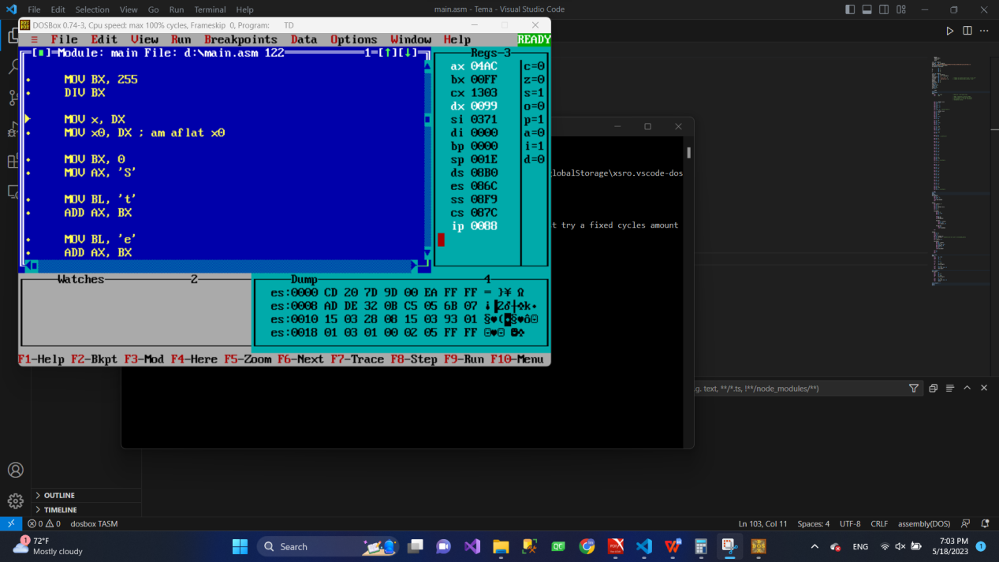 File Edit Selection View Go Run Terminal Help
main.asm - Tema - Visual Studio Code
DOSBox 0.74-3, Cpu speed: max 100% cycles, Frameskip 0, Program: TD
≡ File Edit View Run Breakpoints Data Options Window Help READY
[■]=Module: main File: d:\main.asm 122 1=[↑][↓]
MOV BX, 255
DIV BX
MOV x, DX
MOV x0, DX ; am aflat x0
MOV BX, 0
MOV AX, 'S'
MOV BL, 't'
ADD AX, BX
MOV BL, 'e'
ADD AX, BX
Regs-3
ax 04AC c=0
bx 00FF z=0
cx 1303 s=1
dx 0099 o=0
si 0371 p=1
di 0000 a=0
bp 0000 i=1
sp 001E d=0
ds 08B0
es 086C
ss 08F9
cs 087C
ip 0088
Watches 2
Dump 4
es:0000 CD 20 7D 9D 00 EA FF FF
es:0008 AD DE 32 0B C5 05 6B 07
es:0010 15 03 28 08 15 03 93 01
es:0018 01 03 01 00 02 05 FF FF
F1-Help F2-Bkpt F3-Mod F4-Here F5-Zoom F6-Next F7-Trace F8-Step F9-Run F10-Menu
lobalStorage\xsro.vscode-dos
t try a fixed cycles amount
.g. text, **/*.ts, !**/node_modules/**)
OUTLINE
TIMELINE
0 0 dosbox TASM
Ln 103, Col 11 Spaces: 4 UTF-8 CRLF assembly(DOS)
1
72°F
Mostly cloudy
Search
QC
ENG
7:03 PM
5/18/2023
1